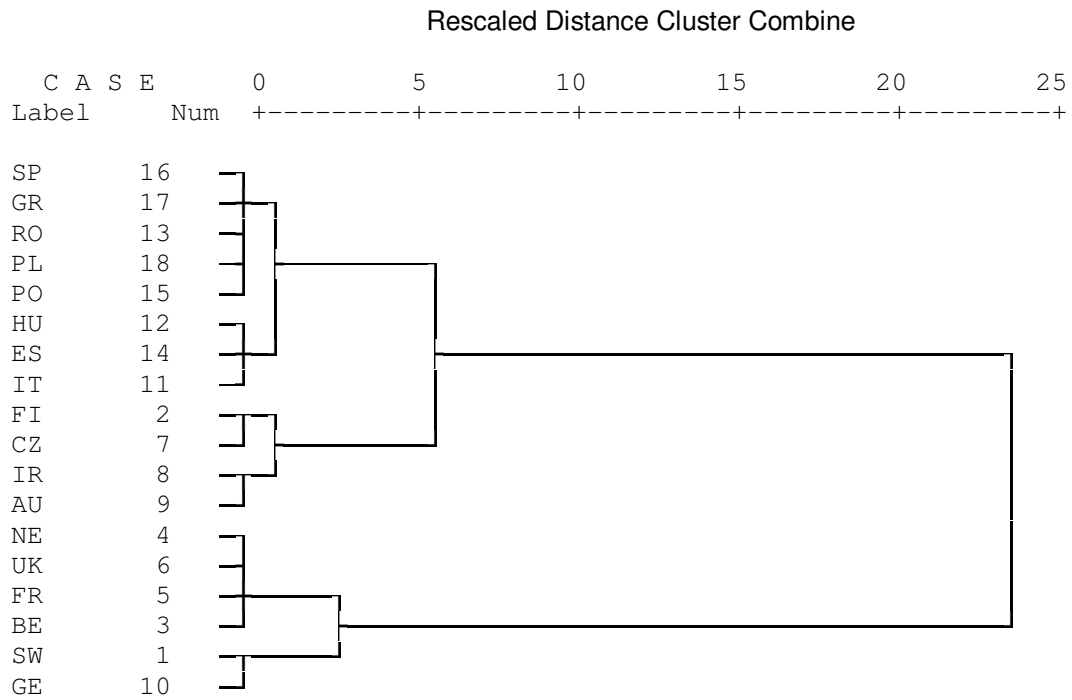 Rescaled Distance Cluster Combine
C A S E 0 5 10 15 20 25
Label Num +---------+---------+---------+---------+---------+
SP 16
GR 17
RO 13
PL 18
PO 15
HU 12
ES 14
IT 11
FI 2
CZ 7
IR 8
AU 9
NE 4
UK 6
FR 5
BE 3
SW 1
GE 10